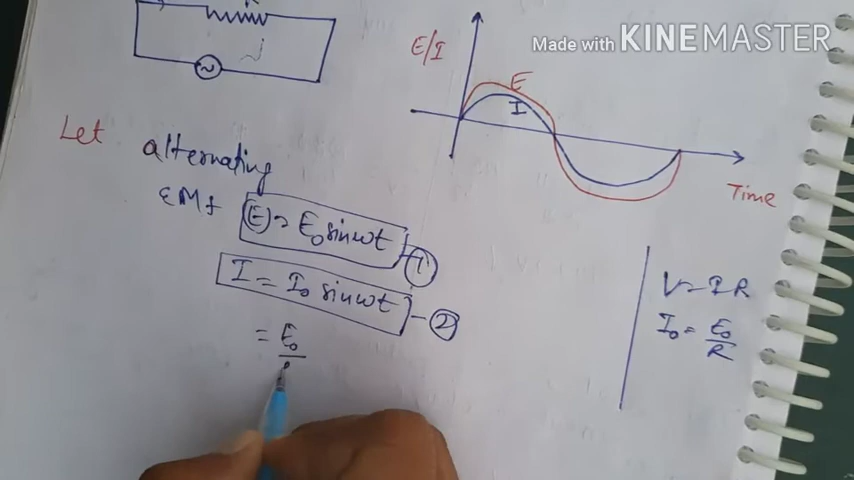 R
Made with KINEMASTER
E/I
E
I
Time
Let alternating
EMf E = E₀ sinωt - 1
I = I₀ sinωt - 2
= E₀/
V = IR
I₀ = E₀/R